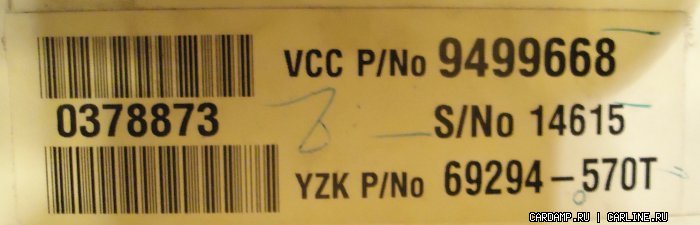 VCC P/No 9499668
0378873
S/No 14615
YZK P/No 69294-570T
CARDAMP.RU | CARLINE.RU